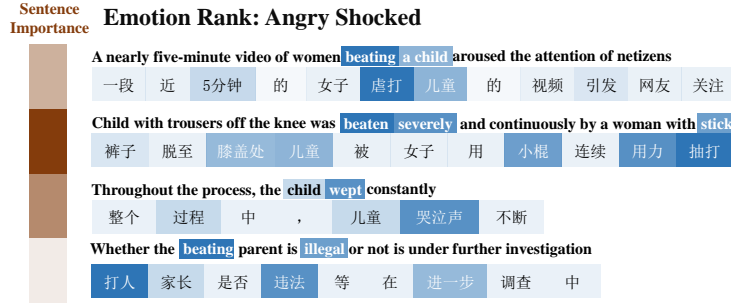 Sentence
Importance
Emotion Rank: Angry Shocked
A nearly five-minute video of women beating a child aroused the attention of netizens
一段 近 5分钟 的 女子 虐打 儿童 的 视频 引发 网友 关注
Child with trousers off the knee was beaten severely and continuously by a woman with stick
裤子 脱至 膝盖处 儿童 被 女子 用 小棍 连续 用力 抽打
Throughout the process, the child wept constantly
整个 过程 中 , 儿童 哭泣声 不断
Whether the beating parent is illegal or not is under further investigation
打人 家长 是否 违法 等 在 进一步 调查 中